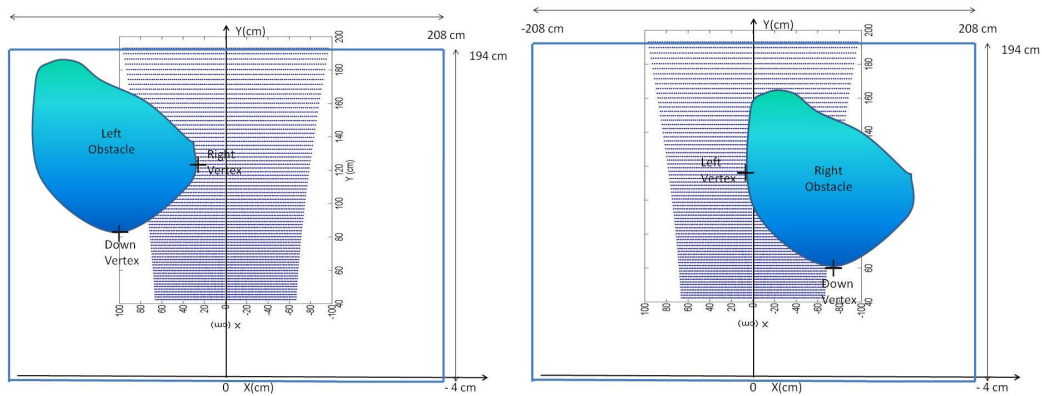 Y(cm)
208 cm
200
180
160
140
120
100
80
60
40
Y (cm)
194 cm
Left
Obstacle
Right
Vertex
Down
Vertex
100 80 60 40 20 0 -20 -40 -60 -80 -100
X (cm)
0 X(cm) - 4 cm
-208 cm
Y(cm)
208 cm
200
180
160
140
194 cm
Left
Vertex
Right
Obstacle
60
Down
Vertex
40
100 80 60 40 20 0 -20 -40 -60 -80 -100
X (cm)
0 X(cm) - 4 cm